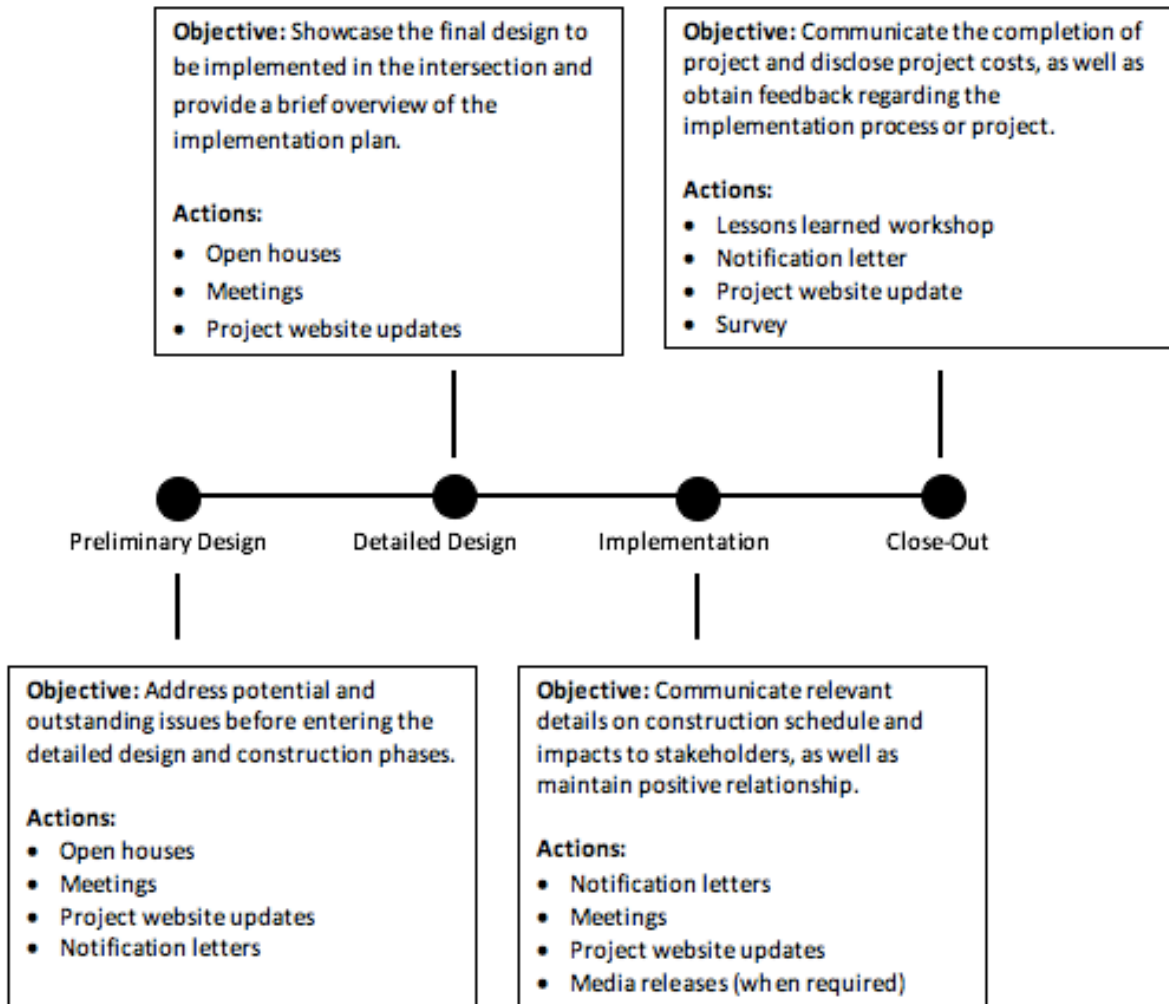 Objective: Showcase the final design to
be implemented in the intersection and
provide a brief overview of the
implementation plan.
Actions:
• Open houses
• Meetings
• Project website updates
Objective: Communicate the completion of
project and disclose project costs, as well as
obtain feedback regarding the
implementation process or project.
Actions:
• Lessons learned workshop
• Notification letter
• Project website update
• Survey
Preliminary Design
Detailed Design
Implementation
Close-Out
Objective: Address potential and
outstanding issues before entering the
detailed design and construction phases.
Actions:
• Open houses
• Meetings
• Project website updates
• Notification letters
Objective: Communicate relevant
details on construction schedule and
impacts to stakeholders, as well as
maintain positive relationship.
Actions:
• Notification letters
• Meetings
• Project website updates
• Media releases (when required)